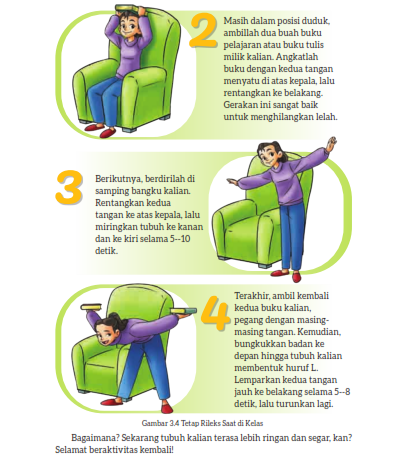 2
Masih dalam posisi duduk,
ambillah dua buah buku
pelajaran atau buku tulis
milik kalian. Angkatlah
buku dengan kedua tangan
menyatu di atas kepala, lalu
rentangkan ke belakang.
Gerakan ini sangat baik
untuk menghilangkan lelah.
3
Berikutnya, berdirilah di
samping bangku kalian.
Rentangkan kedua
tangan ke atas kepala, lalu
miringkan tubuh ke kanan
dan ke kiri selama 5--10
detik.
4
Terakhir, ambil kembali
kedua buku kalian,
pegang dengan masing-
masing tangan. Kemudian,
bungkukkan badan ke
depan hingga tubuh kalian
membentuk huruf L.
Lemparkan kedua tangan
jauh ke belakang selama 5--8
detik, lalu turunkan lagi.
Gambar 3.4 Tetap Rileks Saat di Kelas
Bagaimana? Sekarang tubuh kalian terasa lebih ringan dan segar, kan?
Selamat beraktivitas kembali!